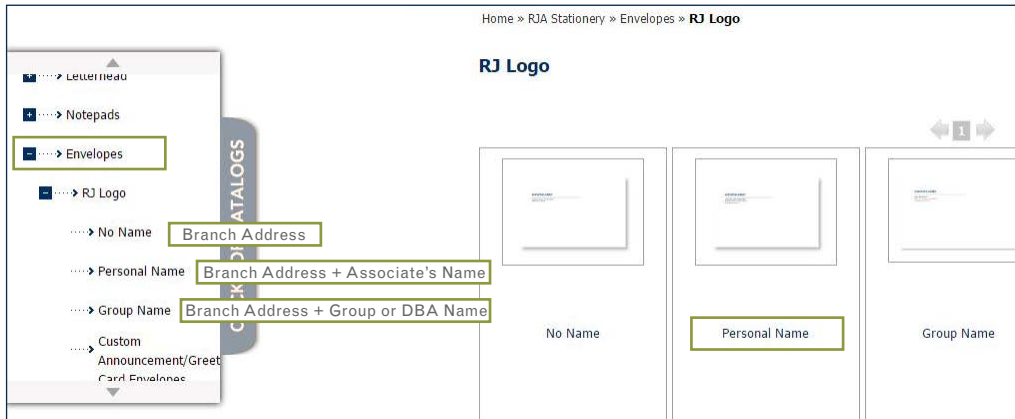 Home » RJA Stationery » Envelopes » RJ Logo
RJ Logo
Letterhead
Notepads
Envelopes
RJ Logo
No Name
Branch Address
Personal Name
Branch Address + Associate's Name
Group Name
Branch Address + Group or DBA Name
Custom
Announcement/Greet
Card Envelopes
ATALOGS
1
No Name
Personal Name
Group Name